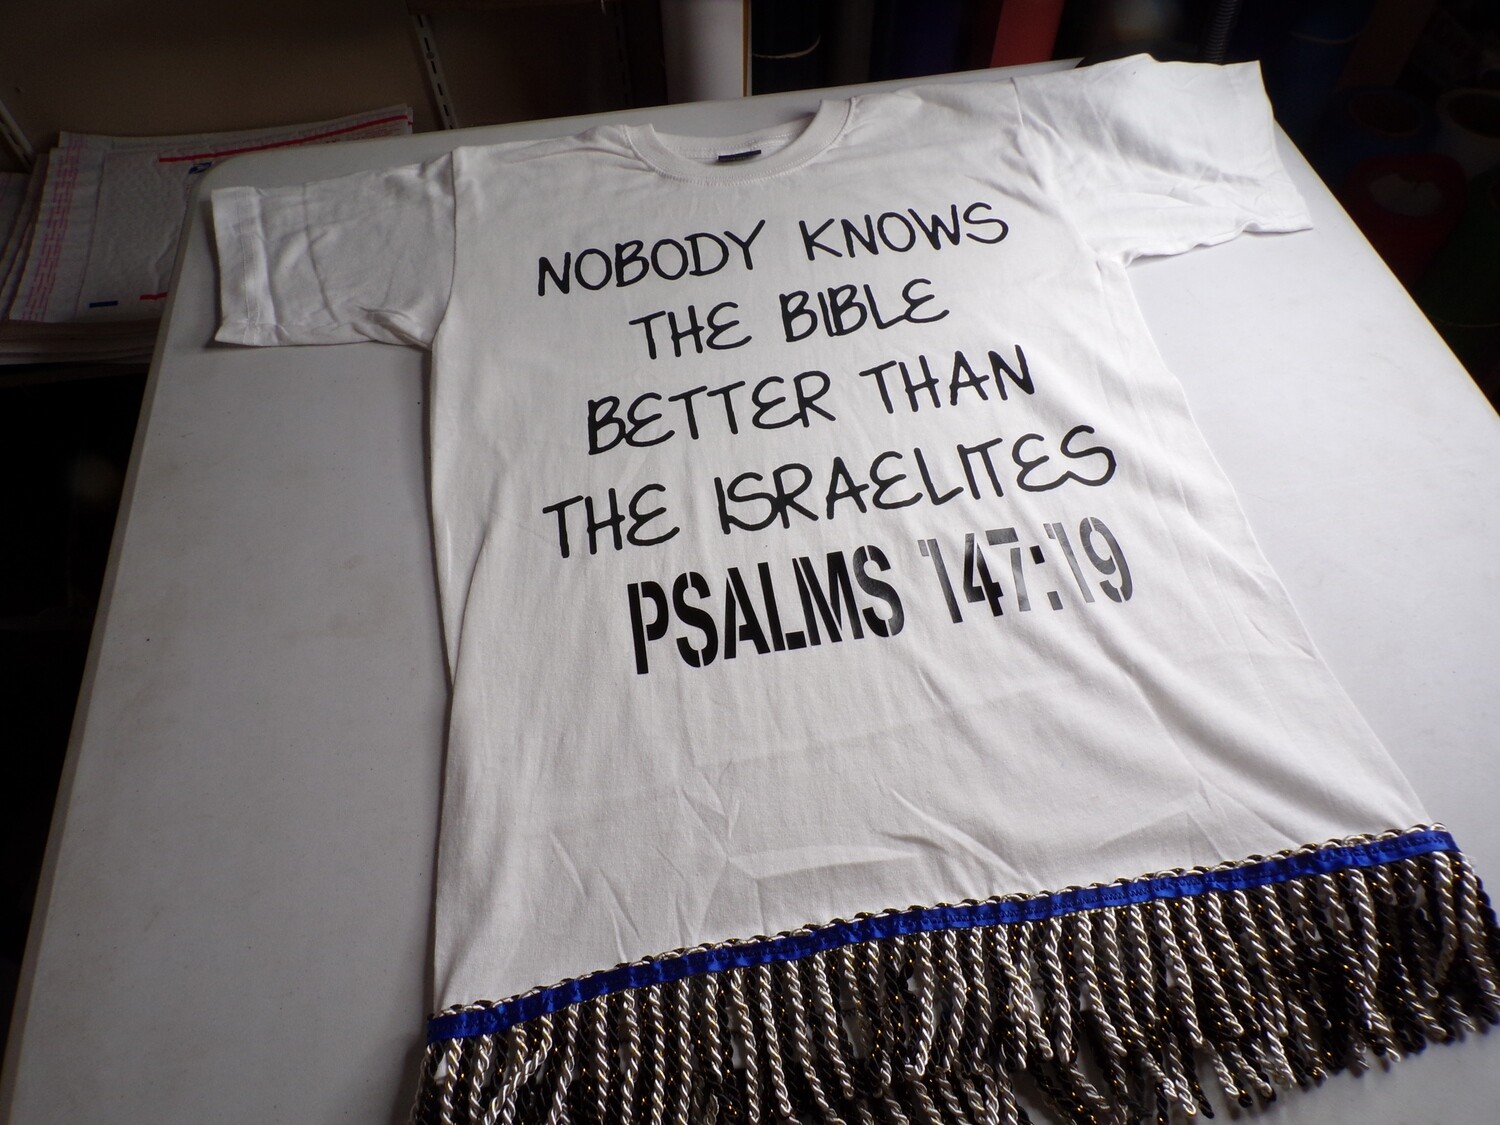 NOBODY KNOWS
THE BIBLE
BETTER THAN
THE ISRAELITES
PSALMS 147:19